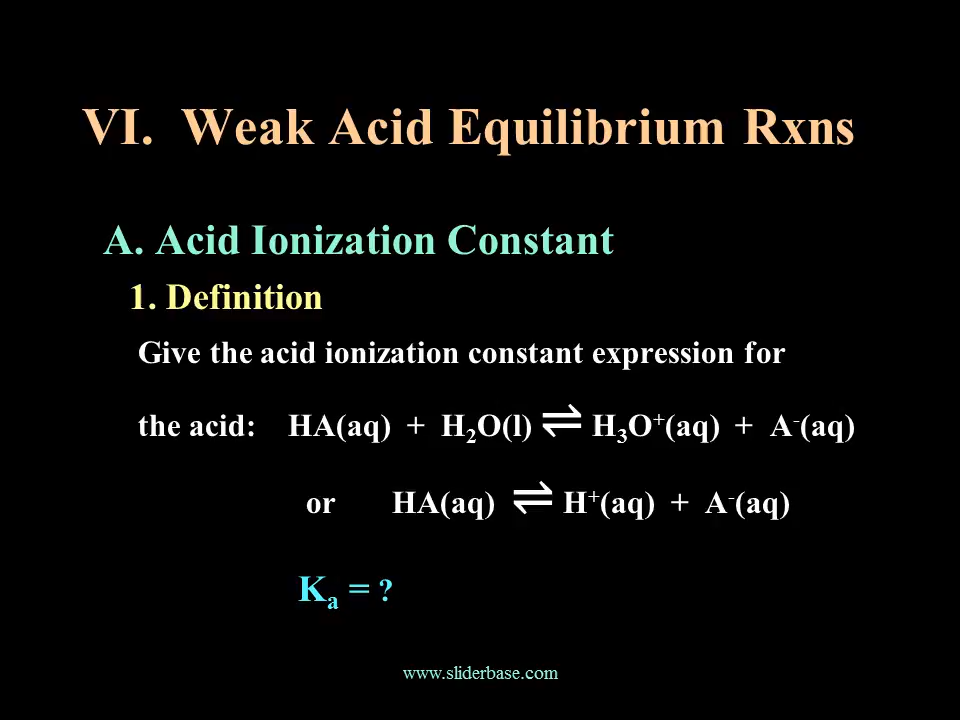 VI. Weak Acid Equilibrium Rxns
A. Acid Ionization Constant
1. Definition
Give the acid ionization constant expression for
the acid: HA(aq) + H₂O(l) ⇌ H₃O⁺(aq) + A⁻(aq)
or HA(aq) ⇌ H⁺(aq) + A⁻(aq)
Kₐ = ?
www.sliderbase.com